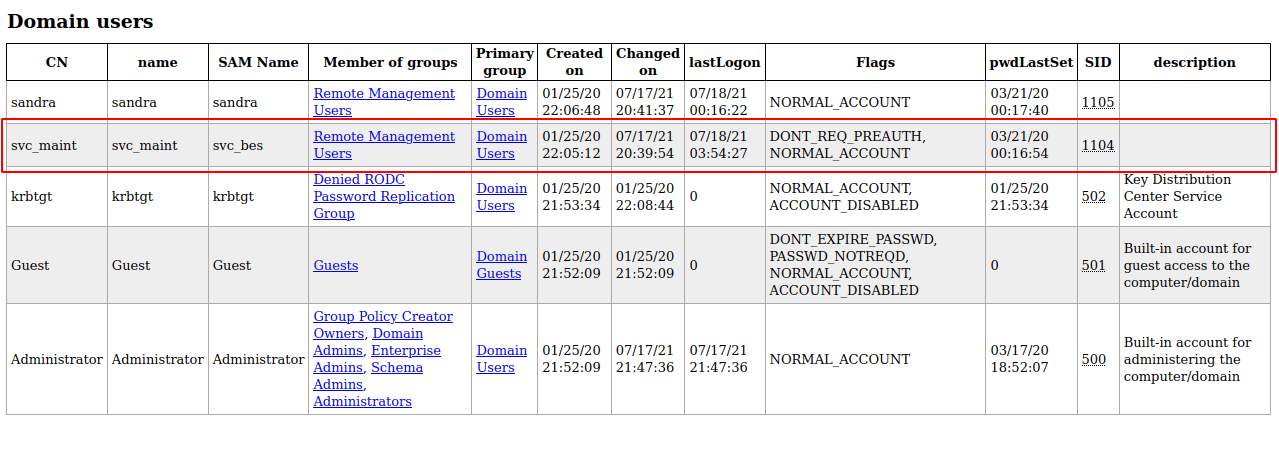 Domain users
CN name SAM Name Member of groups Primary group Created on Changed on lastLogon Flags pwdLastSet SID description
sandra sandra sandra Remote Management Users Domain Users 01/25/20 22:06:48 07/17/21 20:41:37 07/18/21 00:16:22 NORMAL_ACCOUNT 03/21/20 00:17:40 1105
svc_maint svc_maint svc_bes Remote Management Users Domain Users 01/25/20 22:05:12 07/17/21 20:39:54 07/18/21 03:54:27 DONT_REQ_PREAUTH, NORMAL_ACCOUNT 03/21/20 00:16:54 1104
krbtgt krbtgt krbtgt Denied RODC Password Replication Group Domain Users 01/25/20 21:53:34 01/25/20 22:08:44 0 NORMAL_ACCOUNT, ACCOUNT_DISABLED 01/25/20 21:53:34 502 Key Distribution Center Service Account
Guest Guest Guest Guests Domain Guests 01/25/20 21:52:09 01/25/20 21:52:09 0 DONT_EXPIRE_PASSWD, PASSWD_NOTREQD, NORMAL_ACCOUNT, ACCOUNT_DISABLED 0 501 Built-in account for guest access to the computer/domain
Administrator Administrator Administrator Group Policy Creator Owners, Domain Admins, Enterprise Admins, Schema Admins, Administrators Domain Users 01/25/20 21:52:09 07/17/21 21:47:36 07/17/21 21:47:36 NORMAL_ACCOUNT 03/17/20 18:52:07 500 Built-in account for administering the computer/domain